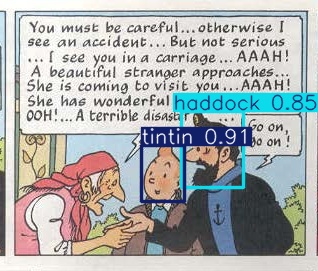 You must be careful...otherwise I
see an accident... But not serious
... I see you in a carriage... AAAH!
A beautiful stranger approaches...
She is coming to visit you... AAAH!
She has wonderful
OOH!... A terrible
haddock 0.85
tintin 0.91
Go on,
go on!